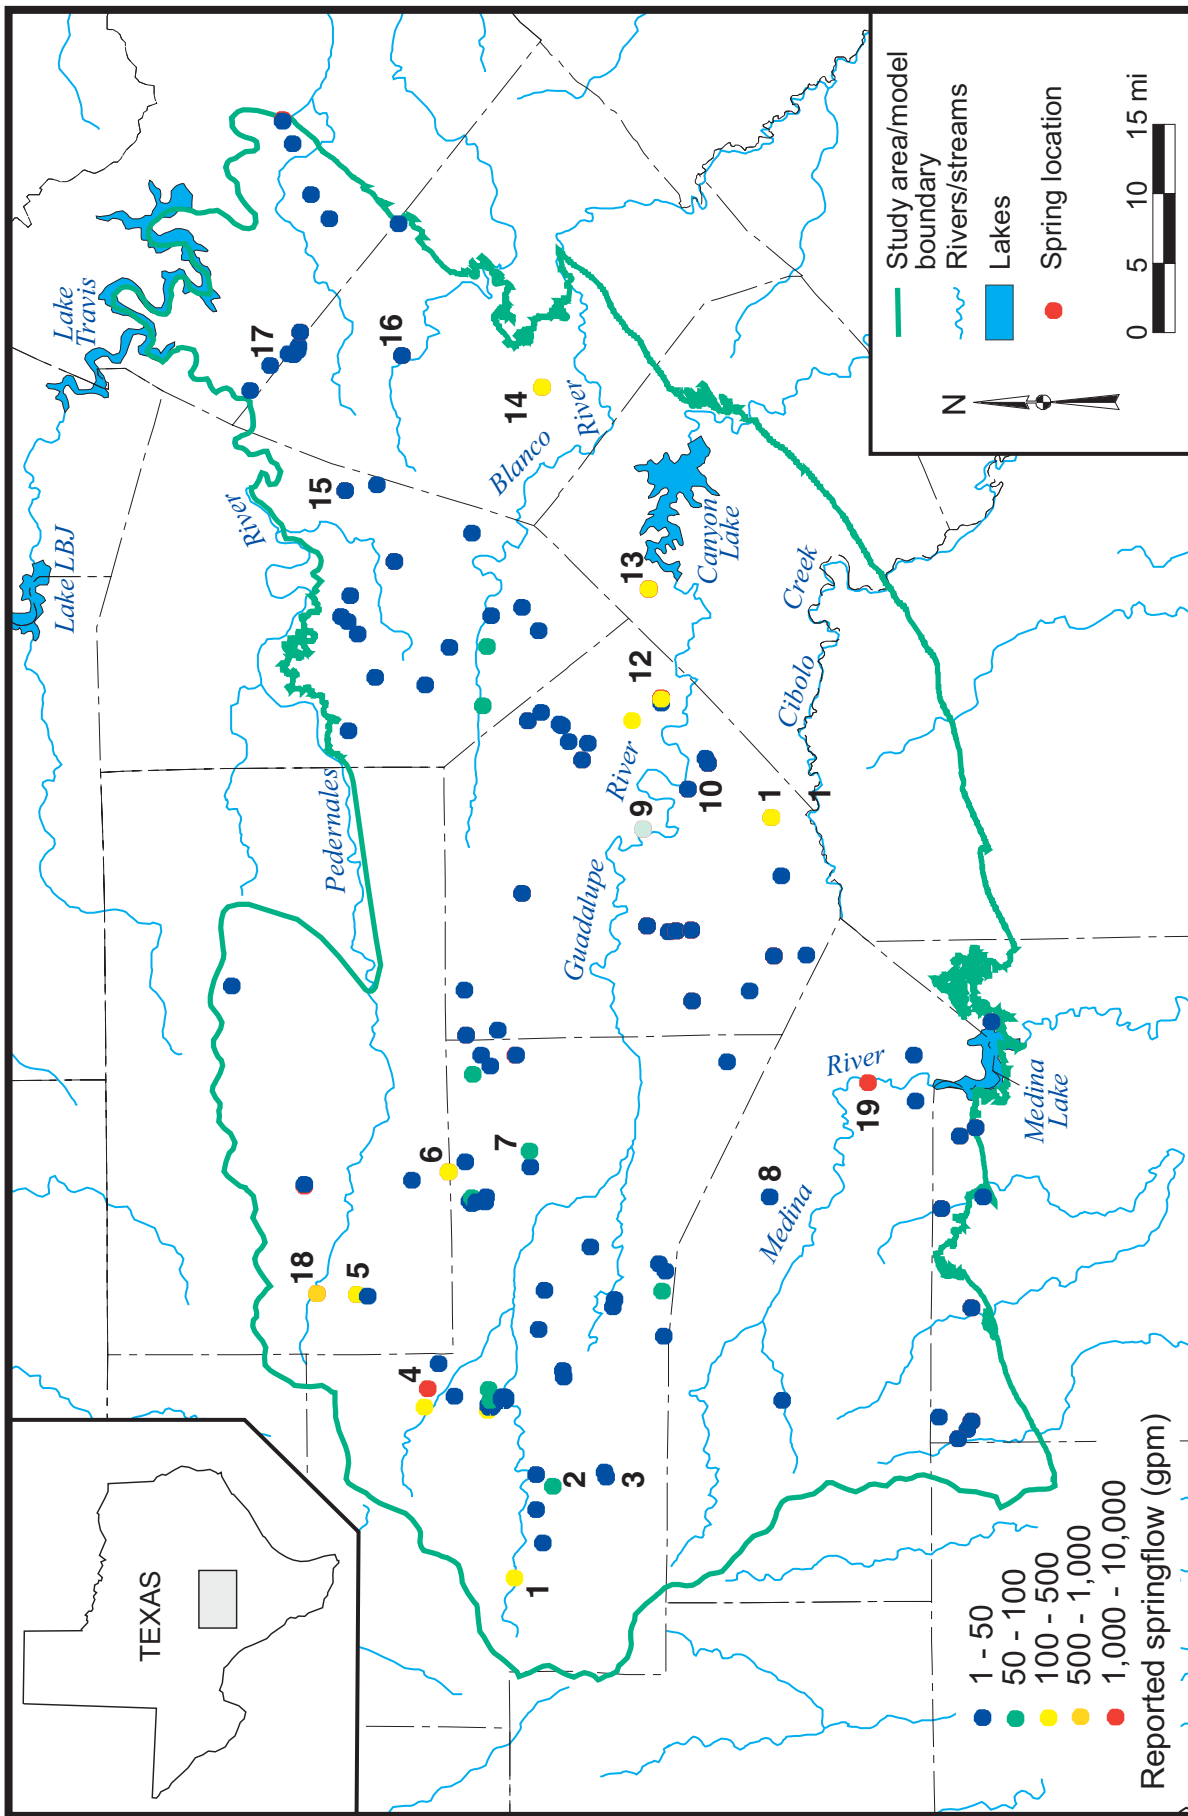 TEXAS
Lake LBJ
Lake
Travis
Pedernales
River
17
15
16
18
5
4
6
Blanco
River
14
7
1
2
3
Guadalupe
River
9
10
12
13
Canyon
Lake
1
1
Cibolo
Creek
8
Medina
River
19
Medina
Lake
1 - 50
50 - 100
100 - 500
500 - 1,000
1,000 - 10,000
Reported springflow (gpm)
Study area/model
boundary
Rivers/streams
Lakes
Spring location
N
0 5 10 15 mi